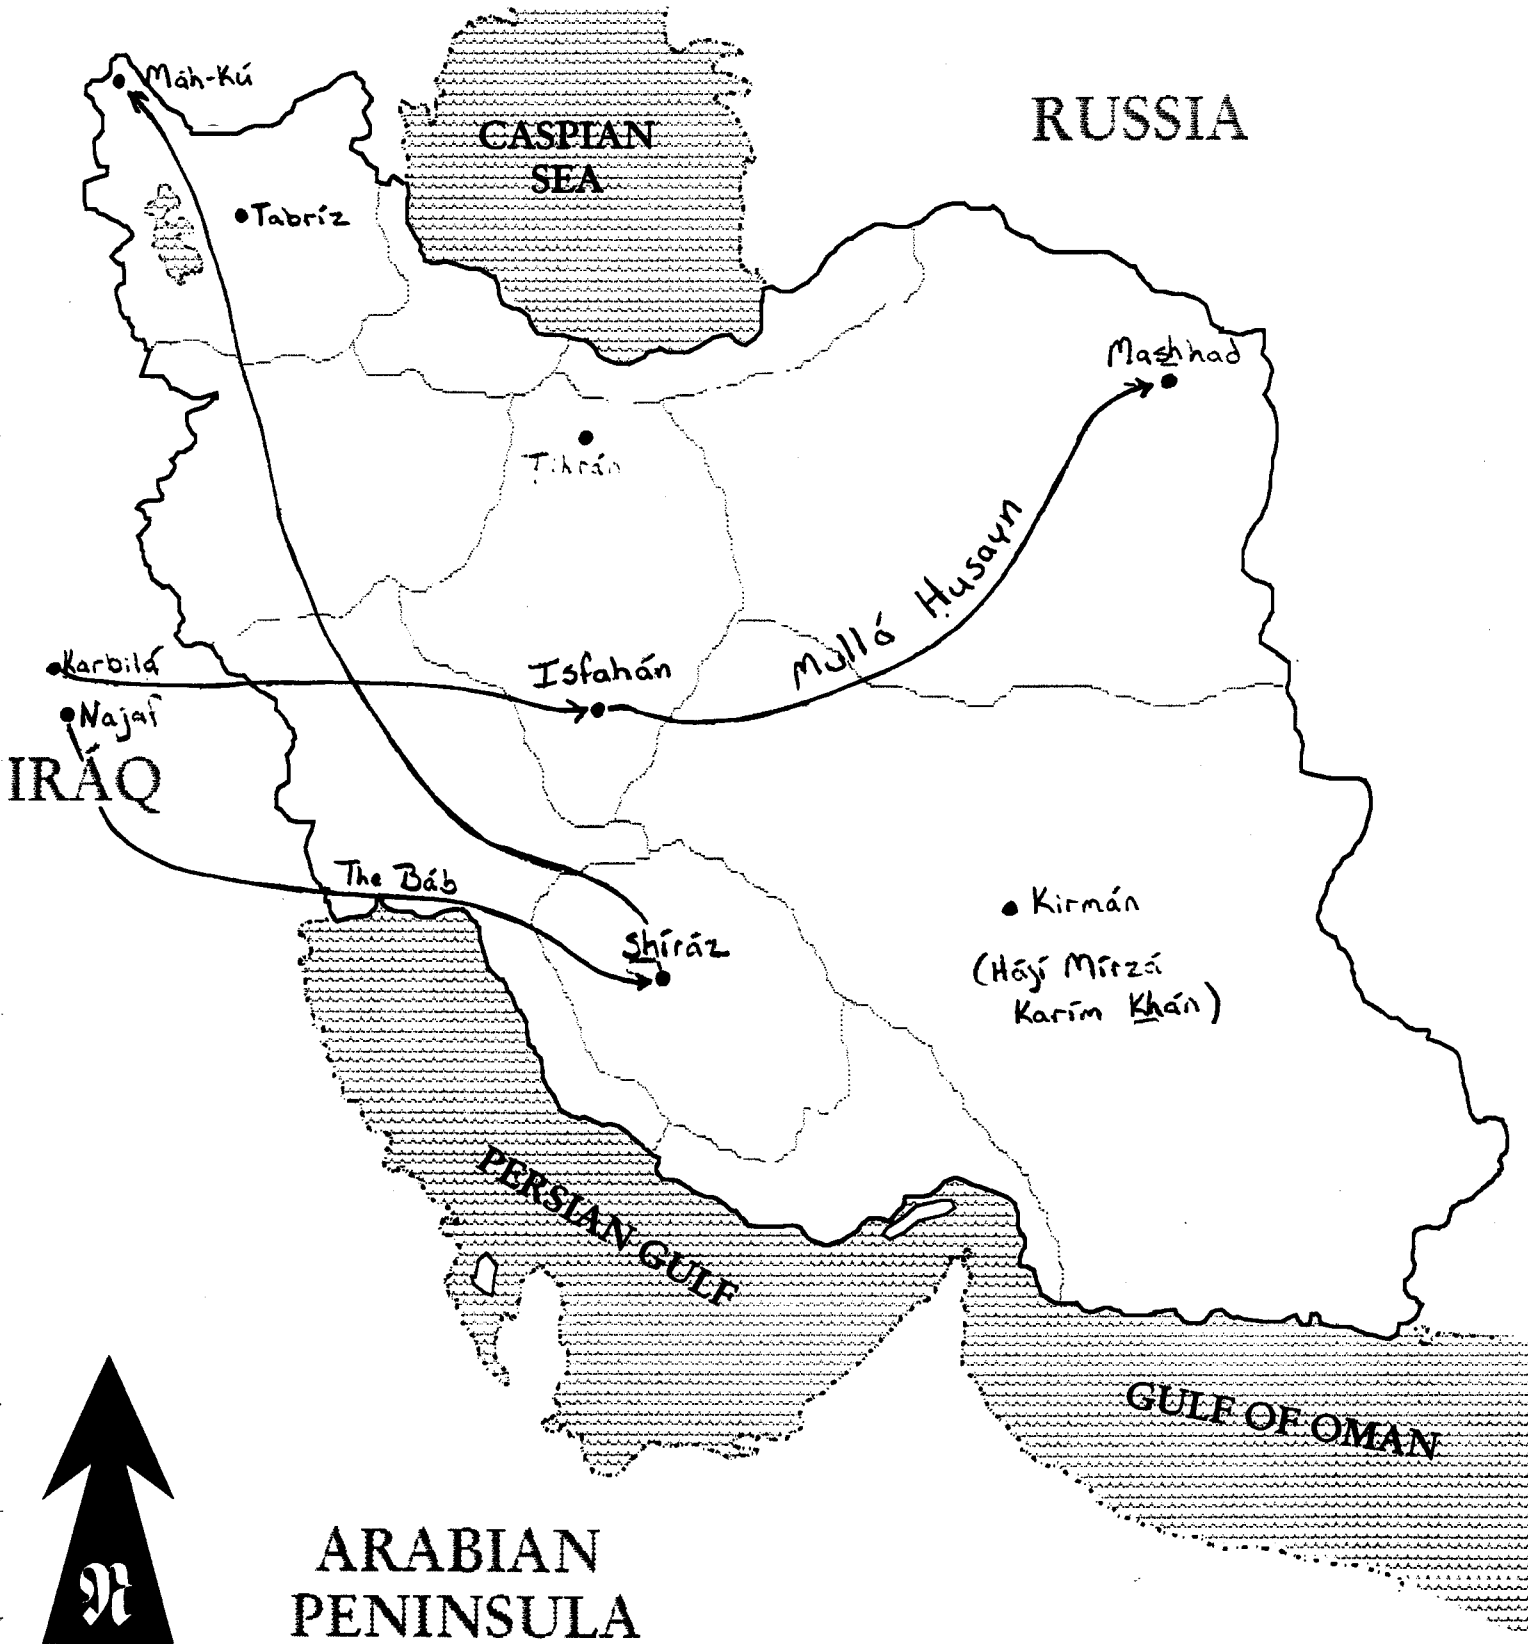 Máh-Kú
CASPIAN
SEA
RUSSIA
Tabríz
Mashhad
Ṭihrán
Mullá Ḥusayn
Karbilá
Isfahán
Najaf
IRÁQ
The Báb
Shíráz
Kirmán
(Hájí Mírzá
Karím Khán)
PERSIAN GULF
GULF OF OMAN
ARABIAN
PENINSULA
N